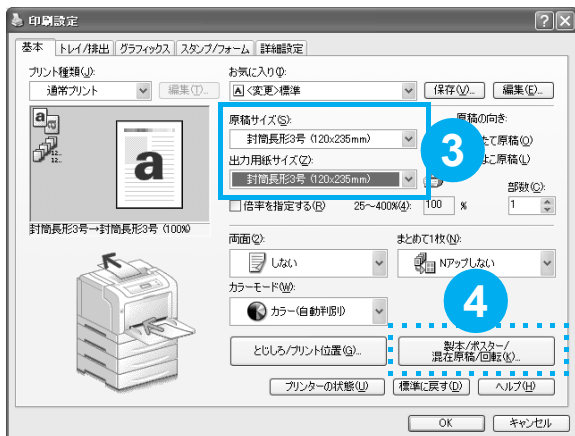 印刷設定
基本 トレイ/排出 グラフィックス スタンプ/フォーム 詳細設定
プリント種類(J):
通常プリント
編集(T)...
お気に入り(I):
A <変更>標準
保存(V)... 編集(E)...
原稿サイズ(S):
封筒長形3号 (120x235mm)
出力用紙サイズ(Z):
封筒長形3号 (120x235mm)
3
原稿の向き:
たて原稿(O)
よこ原稿(L)
倍率を指定する(R) 25~400%(4): 100 %
部数(C):
1
a
12..
12..
a
封筒長形3号→封筒長形3号 (100%)
両面(2):
しない
まとめて1枚(N):
Nアップしない
カラーモード(W):
カラー(自動判別)
4
とじしろ/プリント位置(G)...
製本/ポスター/
混在原稿/回転(K)...
プリンターの状態(U) 標準に戻す(D) ヘルプ(H)
OK キャンセル